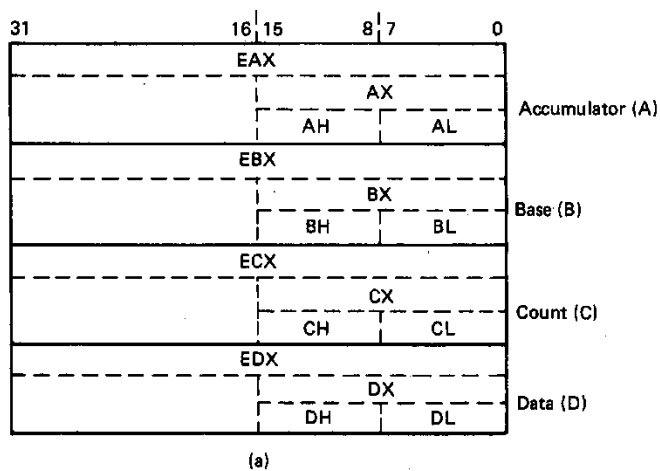 31 16 15 8 7 0
EAX
AX
Accumulator (A)
AH AL
EBX
BX
Base (B)
BH BL
ECX
CX
Count (C)
CH CL
EDX
DX
Data (D)
DH DL
(a)